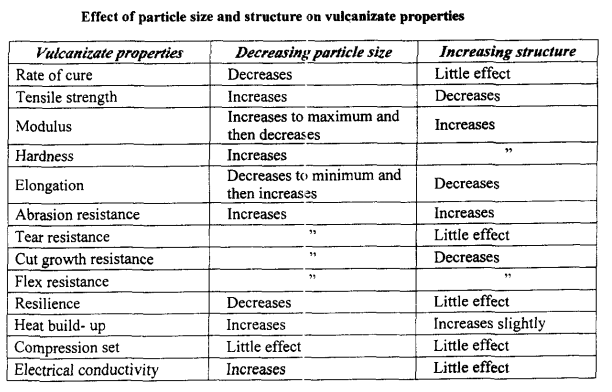 Effect of particle size and structure on vulcanizate properties
Vulcanizate properties Decreasing particle size Increasing structure
Rate of cure Decreases Little effect
Tensile strength Increases Decreases
Modulus Increases to maximum and then decreases Increases
Hardness Increases ”
Elongation Decreases to minimum and then increases Decreases
Abrasion resistance Increases Increases
Tear resistance ” Little effect
Cut growth resistance ” Decreases
Flex resistance ” ”
Resilience Decreases Little effect
Heat build- up Increases Increases slightly
Compression set Little effect Little effect
Electrical conductivity Increases Little effect